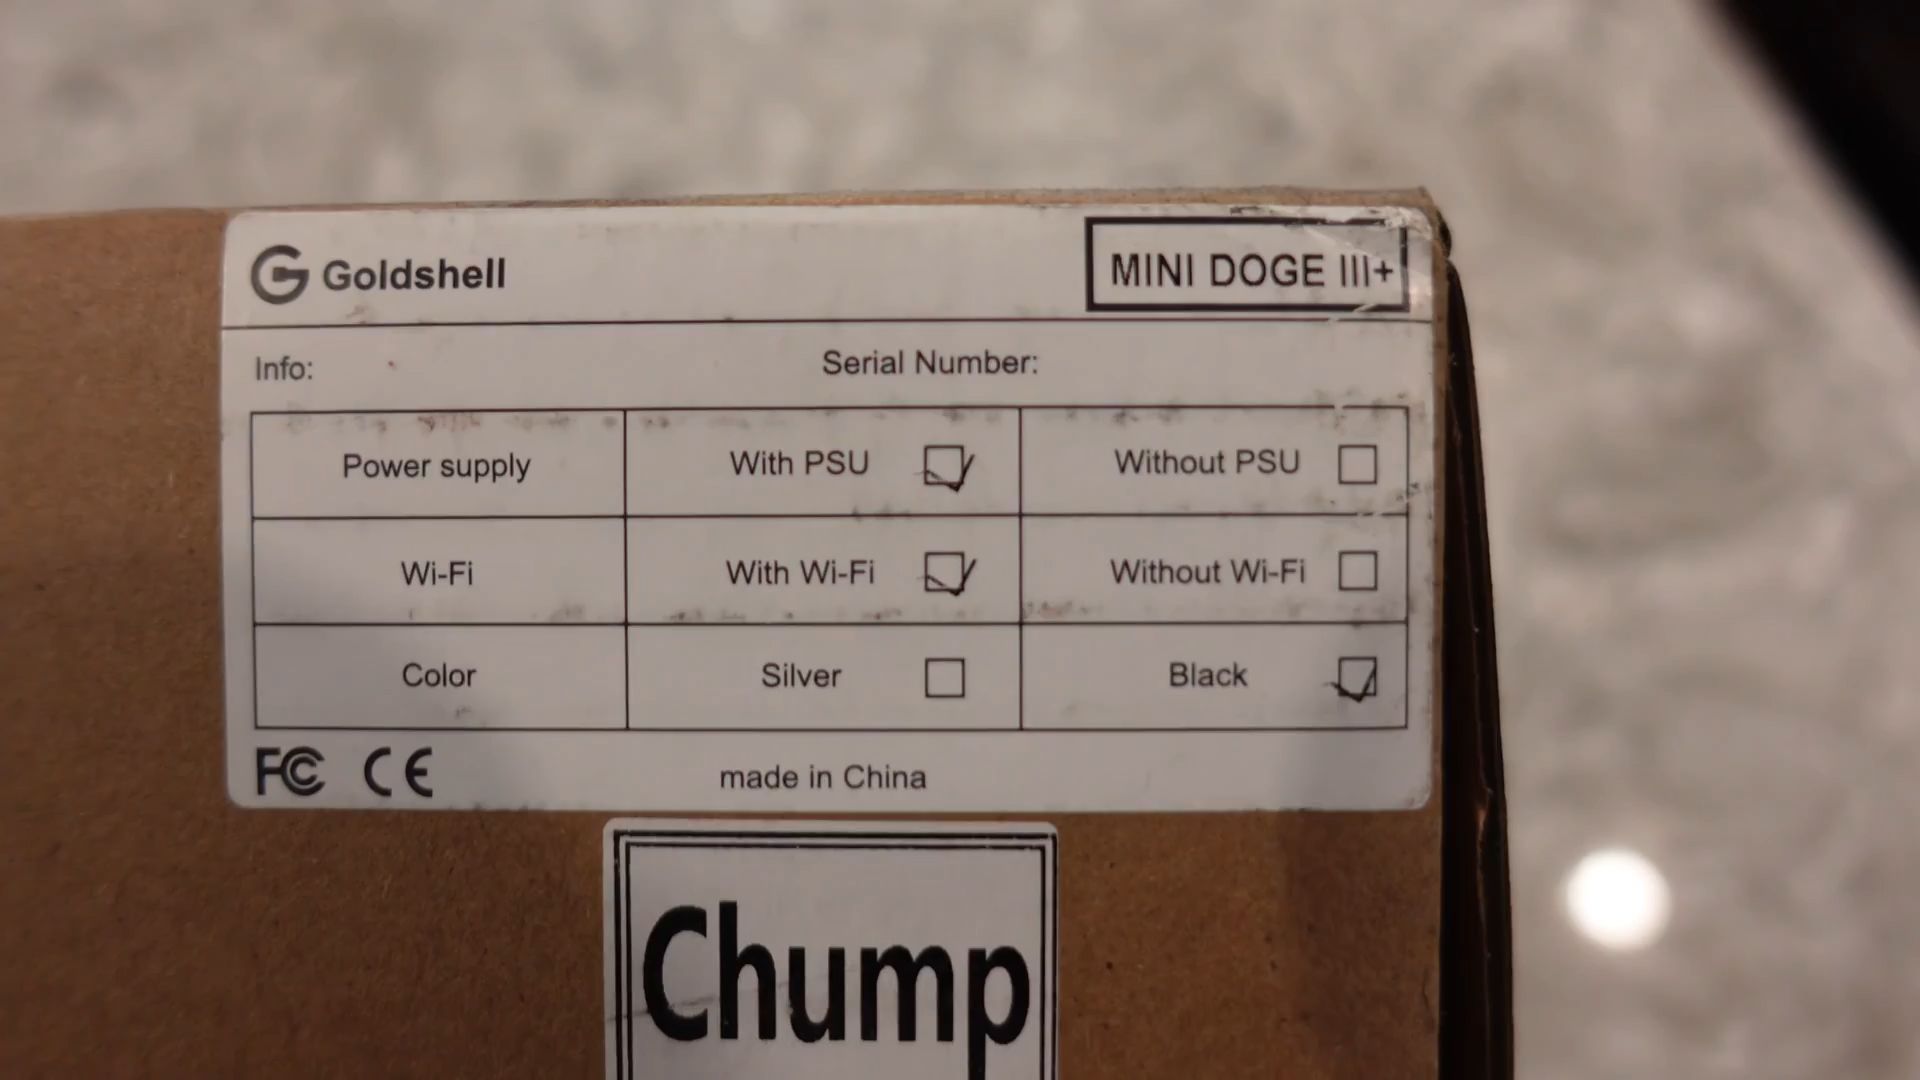 Goldshell
MINI DOGE III+
Info:
Serial Number:
Power supply With PSU Without PSU
Wi-Fi With Wi-Fi Without Wi-Fi
Color Silver Black
FC CE made in China
Chump